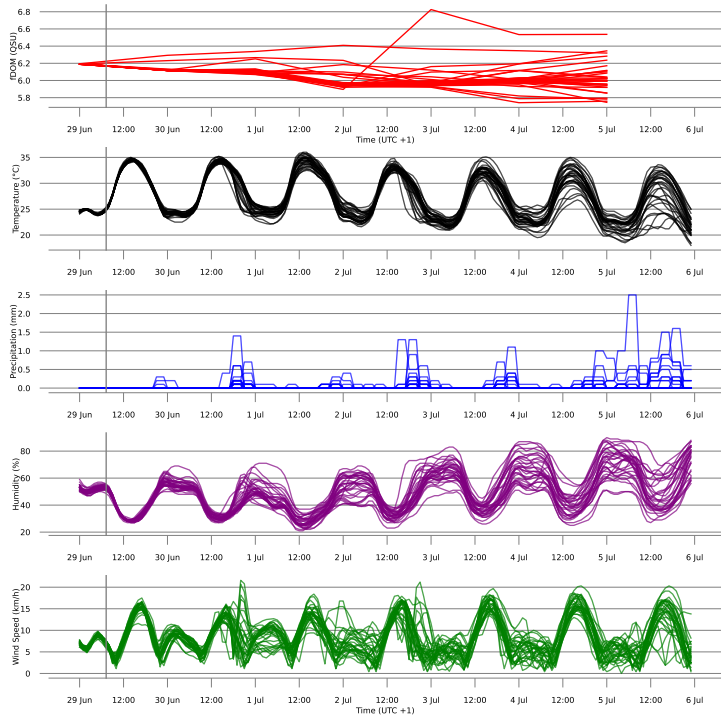 fDOM (QSU)
6.8
6.6
6.4
6.2
6.0
5.8
29 Jun 12:00 30 Jun 12:00 1 Jul 12:00 2 Jul 12:00 3 Jul 12:00 4 Jul 12:00 5 Jul 12:00 6 Jul
Time (UTC +1)
Temperature (°C)
35
30
25
20
29 Jun 12:00 30 Jun 12:00 1 Jul 12:00 2 Jul 12:00 3 Jul 12:00 4 Jul 12:00 5 Jul 12:00 6 Jul
Precipitation (mm)
2.5
2.0
1.5
1.0
0.5
0.0
29 Jun 12:00 30 Jun 12:00 1 Jul 12:00 2 Jul 12:00 3 Jul 12:00 4 Jul 12:00 5 Jul 12:00 6 Jul
Humidity (%)
80
60
40
20
29 Jun 12:00 30 Jun 12:00 1 Jul 12:00 2 Jul 12:00 3 Jul 12:00 4 Jul 12:00 5 Jul 12:00 6 Jul
Wind Speed (km/h)
20
15
10
5
0
29 Jun 12:00 30 Jun 12:00 1 Jul 12:00 2 Jul 12:00 3 Jul 12:00 4 Jul 12:00 5 Jul 12:00 6 Jul
Time (UTC +1)